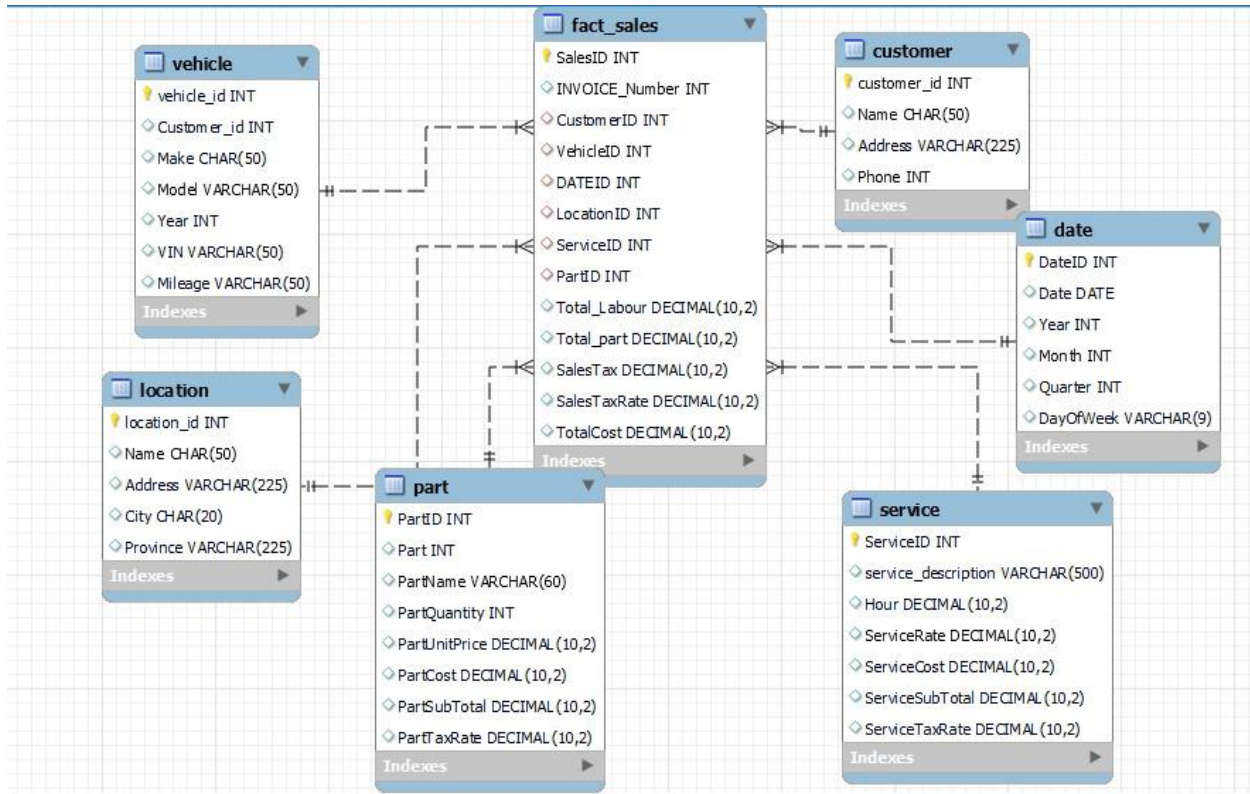 vehicle
vehicle_id INT
Customer_id INT
Make CHAR(50)
Model VARCHAR(50)
Year INT
VIN VARCHAR(50)
Mileage VARCHAR(50)
Indexes
fact_sales
SalesID INT
INVOICE_Number INT
CustomerID INT
VehicleID INT
DATEID INT
LocationID INT
ServiceID INT
PartID INT
Total_Labour DECIMAL(10,2)
Total_part DECIMAL(10,2)
SalesTax DECIMAL(10,2)
SalesTaxRate DECIMAL(10,2)
TotalCost DECIMAL(10,2)
Indexes
customer
customer_id INT
Name CHAR(50)
Address VARCHAR(225)
Phone INT
Indexes
date
DateID INT
Date DATE
Year INT
Month INT
Quarter INT
DayOfWeek VARCHAR(9)
Indexes
location
location_id INT
Name CHAR(50)
Address VARCHAR(225)
City CHAR(20)
Province VARCHAR(225)
Indexes
part
PartID INT
Part INT
PartName VARCHAR(60)
PartQuantity INT
PartUnitPrice DECIMAL(10,2)
PartCost DECIMAL(10,2)
PartSubTotal DECIMAL(10,2)
PartTaxRate DECIMAL(10,2)
Indexes
service
ServiceID INT
service_description VARCHAR(500)
Hour DECIMAL(10,2)
ServiceRate DECIMAL(10,2)
ServiceCost DECIMAL(10,2)
ServiceSubTotal DECIMAL(10,2)
ServiceTaxRate DECIMAL(10,2)
Indexes